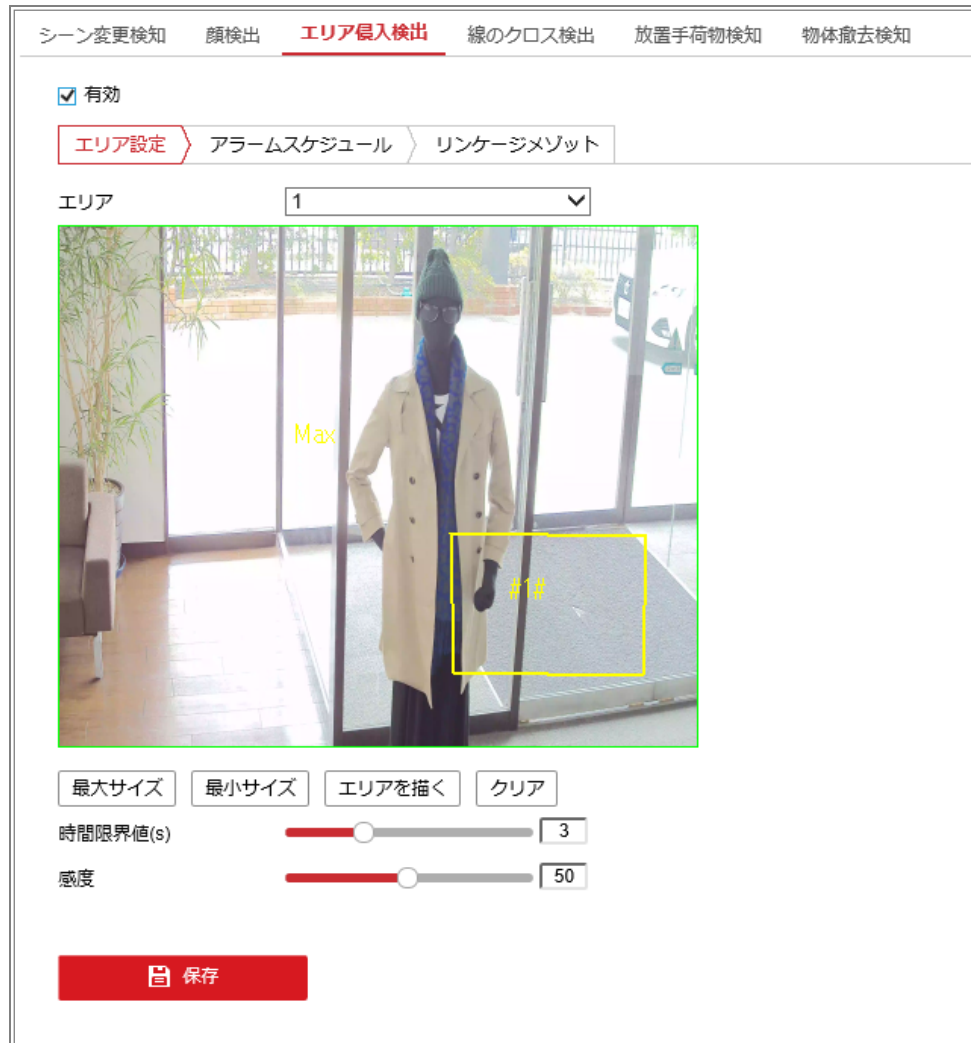 シーン変更検知 顔検出 エリア侵入検出 線のクロス検出 放置手荷物検知 物体撤去検知
有効
エリア設定 アラームスケジュール リンケージメゾット
エリア 1
Max
#1#
最大サイズ 最小サイズ エリアを描く クリア
時間限界値(s) 3
感度 50
保存